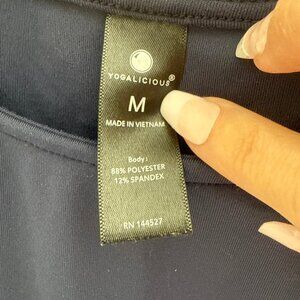 YOGALICIOUS®
M
MADE IN VIETNAM
Body:
88% POLYESTER
12% SPANDEX
RN 144527